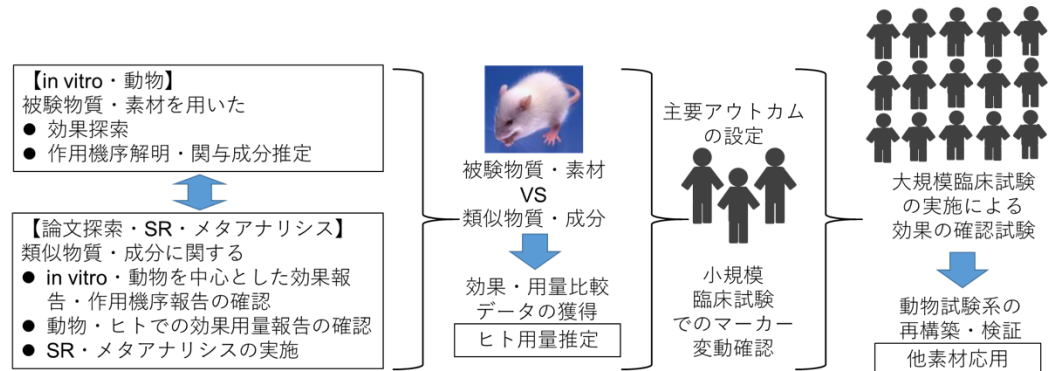 【in vitro・動物】
被験物質・素材を用いた
● 効果探索
● 作用機序解明・関与成分推定
【論文探索・SR・メタアナリシス】
類似物質・成分に関する
● in vitro・動物を中心とした効果報
告・作用機序報告の確認
● 動物・ヒトでの効果用量報告の確認
● SR・メタアナリシスの実施
被験物質・素材
VS
類似物質・成分
効果・用量比較
データの獲得
ヒト用量推定
主要アウトカム
の設定
小規模
臨床試験
でのマーカー
変動確認
大規模臨床試験
の実施による
効果の確認試験
動物試験系の
再構築・検証
他素材応用